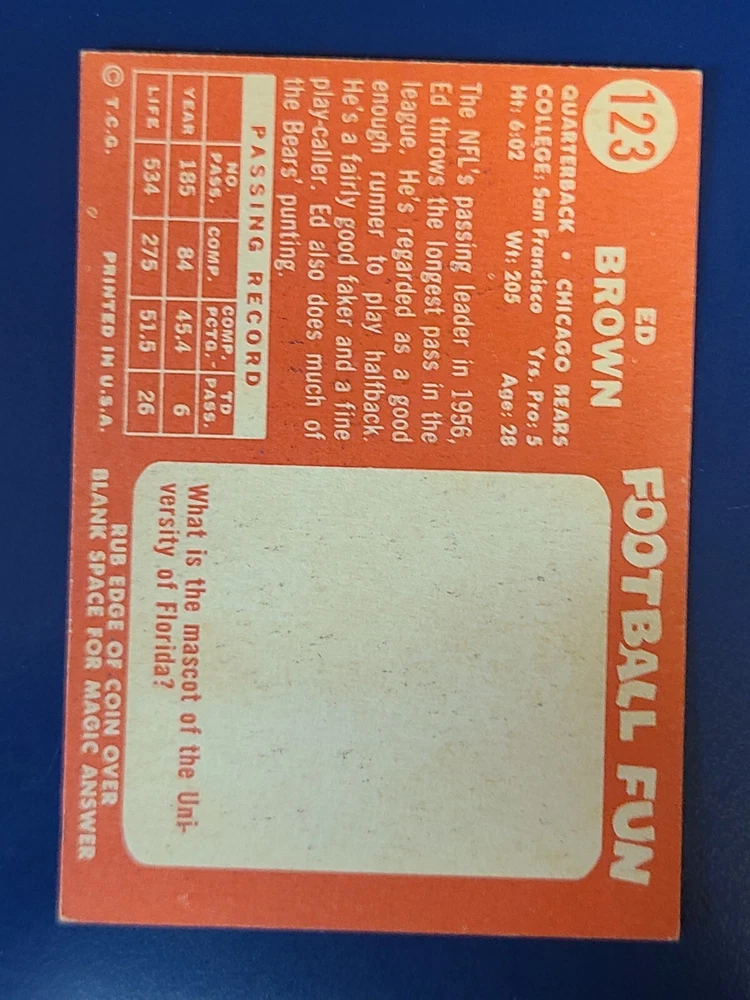 123
ED
BROWN
QUARTERBACK • CHICAGO BEARS
COLLEGE: San Francisco Yrs. Pro: 5
Ht: 6:02 Wt: 205 Age: 28
The NFL's passing leader in 1956,
Ed throws the longest pass in the
league. He's regarded as a good
enough runner to play halfback.
He's a fairly good faker and a fine
play-caller. Ed also does much of
the Bears' punting.
PASSING RECORD
NO. PASS. COMP. COMP. PCTG. TD PASS.
YEAR 185 84 45.4 6
LIFE 534 275 51.5 26
© T.C.G. PRINTED IN U.S.A.
FOOTBALL FUN
What is the mascot of the Uni-
versity of Florida?
RUB EDGE OF COIN OVER
BLANK SPACE FOR MAGIC ANSWER